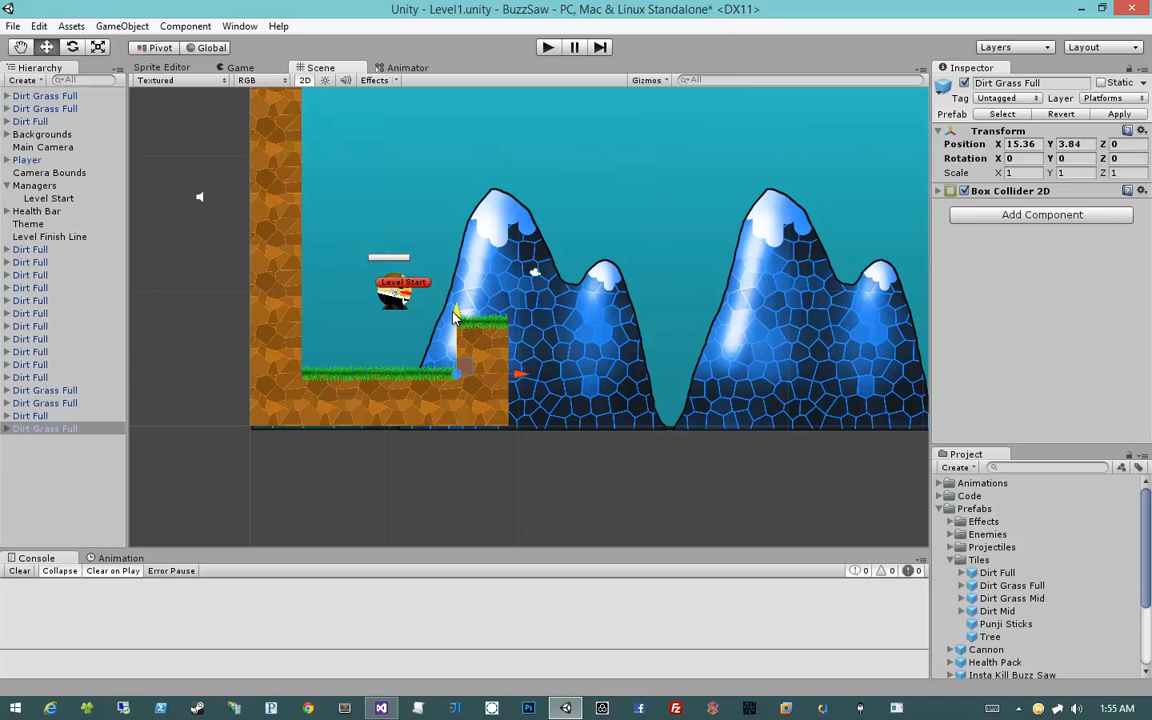 Unity - Level1.unity - BuzzSaw - PC, Mac & Linux Standalone* <DX11>
File Edit Assets GameObject Component Window Help
Pivot Global Layers Layout
Hierarchy Sprite Editor Game Scene Animator Inspector
Create All Textured RGB 2D Effects Gizmos All
Dirt Grass Full
Dirt Grass Full
Dirt Full
Backgrounds
Main Camera
Player
Camera Bounds
Managers
Level Start
Health Bar
Theme
Level Finish Line
Dirt Full
Dirt Full
Dirt Full
Dirt Full
Dirt Full
Dirt Full
Dirt Full
Dirt Full
Dirt Full
Dirt Full
Dirt Full
Dirt Grass Full
Dirt Grass Full
Dirt Full
Dirt Grass Full
Level Start
Dirt Grass Full Static
Tag Untagged Layer Platforms
Prefab Select Revert Apply
Transform
Position X 15.36 Y 3.84 Z 0
Rotation X 0 Y 0 Z 0
Scale X 1 Y 1 Z 1
Box Collider 2D
Add Component
Project
Create
Animations
Code
Prefabs
Effects
Enemies
Projectiles
Tiles
Dirt Full
Dirt Grass Full
Dirt Grass Mid
Dirt Mid
Punji Sticks
Tree
Cannon
Health Pack
Insta Kill Buzz Saw
Console Animation
Clear Collapse Clear on Play Error Pause 0 0 0
1:55 AM